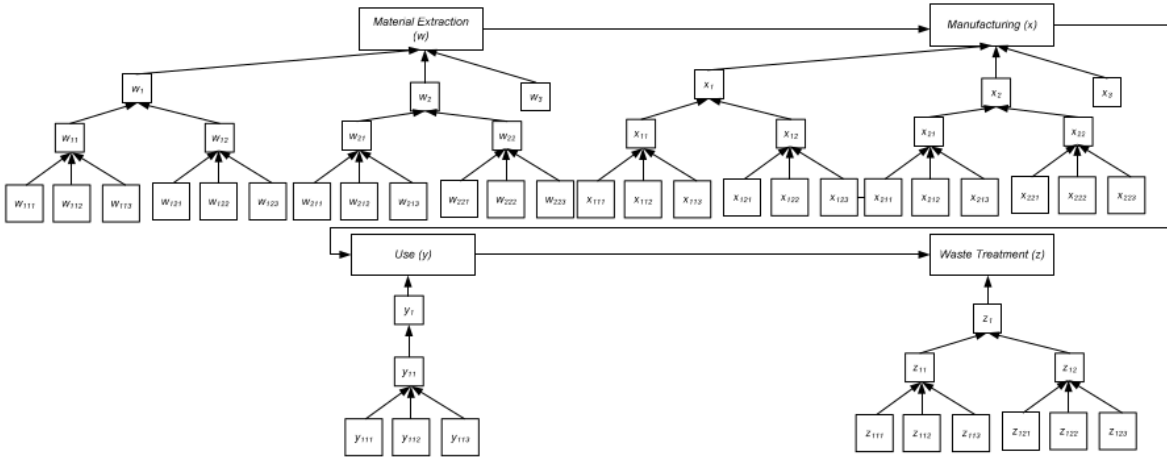 Material Extraction
(w)
Manufacturing (x)
w1
w2
w3
x1
x2
x3
w11
w12
w21
w22
x11
x12
x21
x22
w111
w112
w113
w121
w122
w123
w211
w212
w213
w221
w222
w223
x111
x112
x113
x121
x122
x123
x211
x212
x213
x221
x222
x223
Use (y)
Waste Treatment (z)
y1
z1
y11
z11
z12
y111
y112
y113
z111
z112
z113
z121
z122
z123